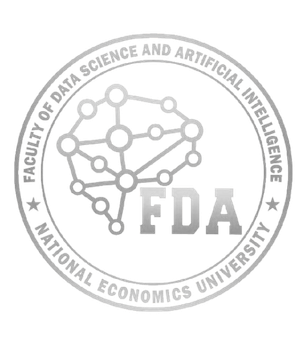 FACULTY OF DATA SCIENCE AND ARTIFICIAL INTELLIGENCE
FDA
NATIONAL ECONOMICS UNIVERSITY